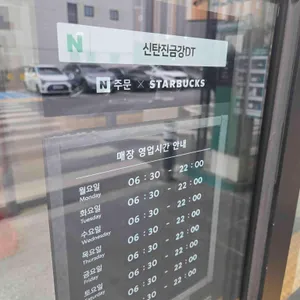 N 신탄진금강DT
N 주문 × STARBUCKS
매장 영업시간 안내
월요일 06 : 30 - 22 : 00
Monday
화요일 06 : 30 - 22 : 00
Tuesday
수요일 06 : 30 - 22 : 00
Wednesday
목요일 06 : 30 - 22 : 00
Thursday
금요일 06 : 30 - 22 : 00
Friday
토요일 06 : 30 - 22 : 00
Saturday